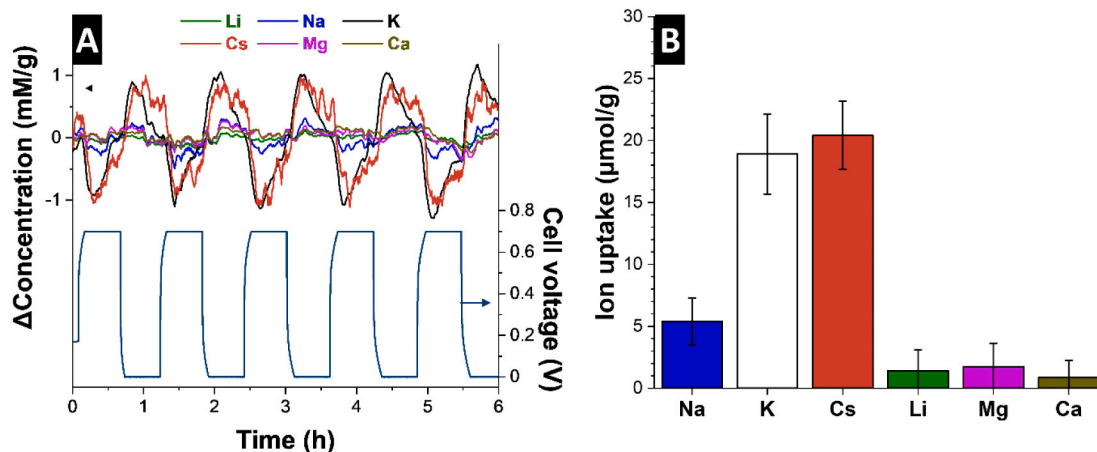 A
Li Na K
Cs Mg Ca
ΔConcentration (mM/g)
1
0
-1
0.8
0.6
0.4
0.2
0
Cell voltage (V)
0 1 2 3 4 5 6
Time (h)
B
Ion uptake (μmol/g)
30
25
20
15
10
5
0
Na K Cs Li Mg Ca